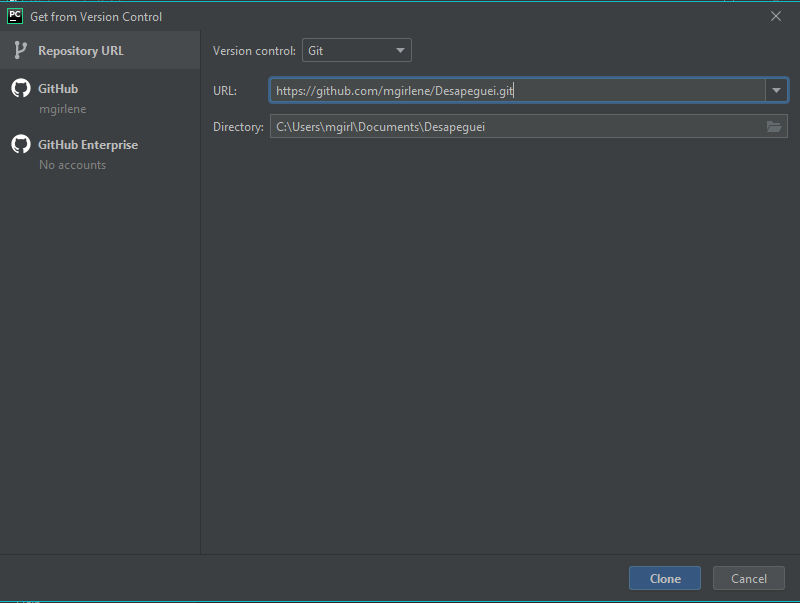 PC Get from Version Control
Repository URL
Version control: Git
GitHub
mgirlene
URL: https://github.com/mgirlene/Desapeguei.git
Directory: C:\Users\mgirl\Documents\Desapeguei
GitHub Enterprise
No accounts
Clone Cancel